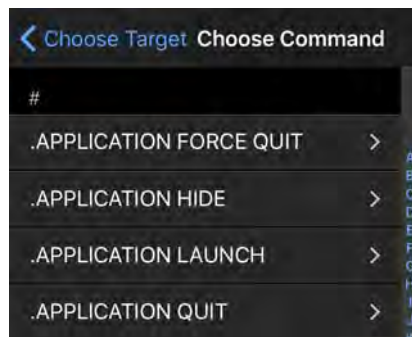 Choose Target Choose Command
#
.APPLICATION FORCE QUIT
.APPLICATION HIDE
.APPLICATION LAUNCH
.APPLICATION QUIT